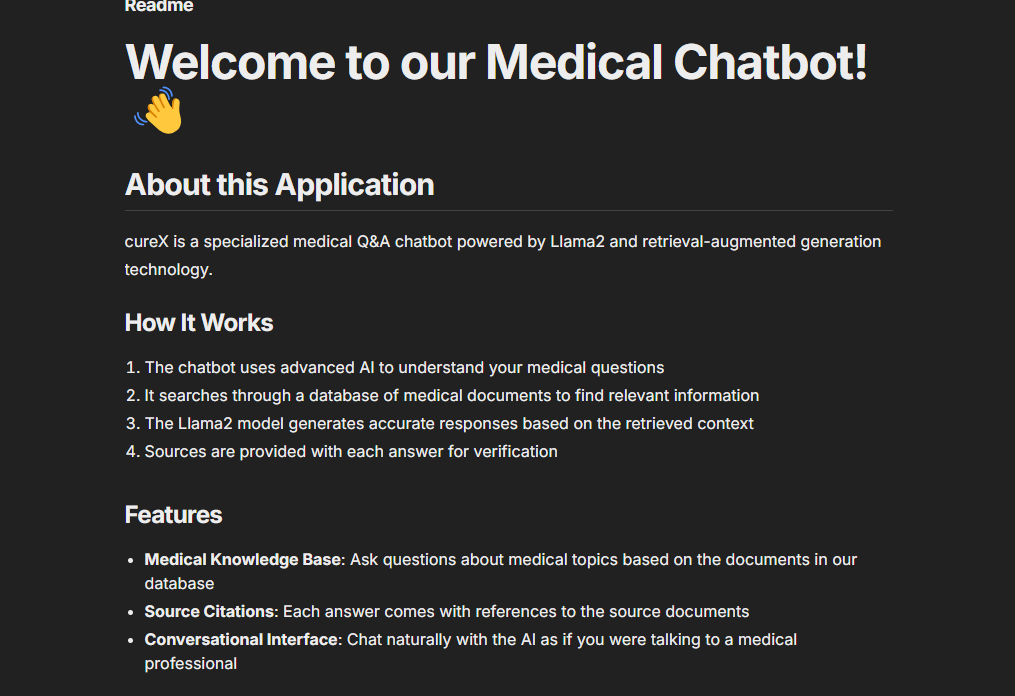 Readme
Welcome to our Medical Chatbot!
👋
About this Application
cureX is a specialized medical Q&A chatbot powered by Llama2 and retrieval-augmented generation
technology.
How It Works
1. The chatbot uses advanced AI to understand your medical questions
2. It searches through a database of medical documents to find relevant information
3. The Llama2 model generates accurate responses based on the retrieved context
4. Sources are provided with each answer for verification
Features
• Medical Knowledge Base: Ask questions about medical topics based on the documents in our
database
• Source Citations: Each answer comes with references to the source documents
• Conversational Interface: Chat naturally with the AI as if you were talking to a medical
professional